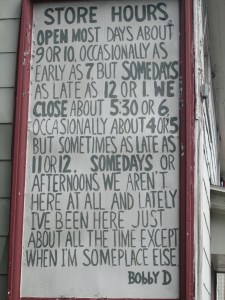 STORE HOURS
OPEN MOST DAYS ABOUT
9 OR 10, OCCASIONALLY AS
EARLY AS 7, BUT SOMEDAYS
AS LATE AS 12 OR 1. WE
CLOSE ABOUT 5:30 OR 6
OCCASIONALLY ABOUT 4 OR 5
BUT SOMETIMES AS LATE AS
11 OR 12. SOMEDAYS OR
AFTERNOONS WE AREN'T
HERE AT ALL AND LATELY
I'VE BEEN HERE JUST
ABOUT ALL THE TIME EXCEPT
WHEN I'M SOMEPLACE ELSE
BOBBY D